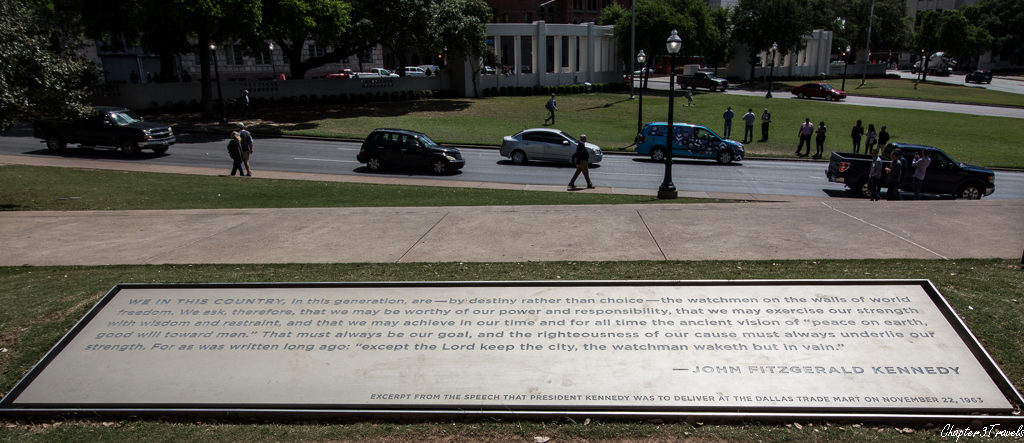 WE IN THIS COUNTRY, in this generation, are—by destiny rather than choice—the watchmen on the walls of world
freedom. We ask, therefore, that we may be worthy of our power and responsibility, that we may exercise our strength
with wisdom and restraint, and that we may achieve in our time and for all time the ancient vision of "peace on earth,
good will toward men." That must always be our goal, and the righteousness of our cause must always underlie our
strength. For as was written long ago: "except the Lord keep the city, the watchman waketh but in vain."
—JOHN FITZGERALD KENNEDY
EXCERPT FROM THE SPEECH THAT PRESIDENT KENNEDY WAS TO DELIVER AT THE DALLAS TRADE MART ON NOVEMBER 22, 1963
Chapter3Travels